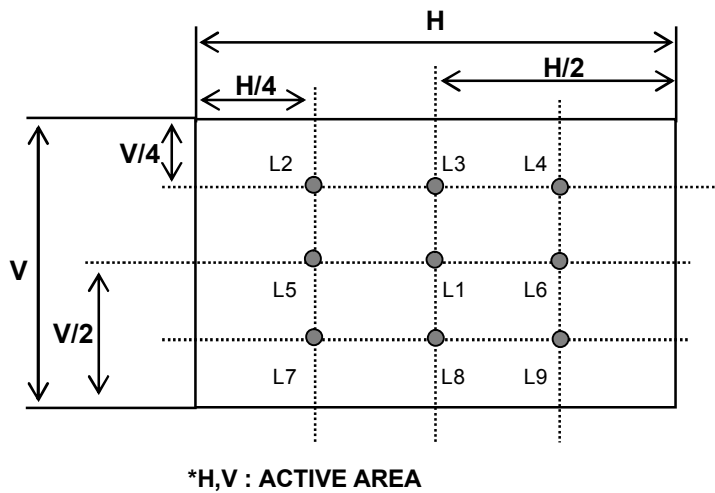 H
H/2
H/4
V/4
L2 L3 L4
V
L5 L1 L6
V/2
L7 L8 L9
*H,V : ACTIVE AREA